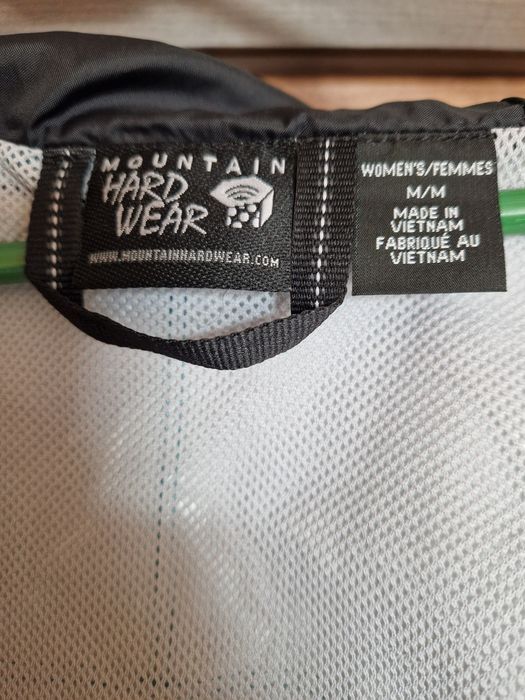 MOUNTAIN
HARD
WEAR
WWW.MOUNTAINHARDWEAR.COM
WOMEN'S/FEMMES
M/M
MADE IN
VIETNAM
FABRIQUÉ AU
VIETNAM